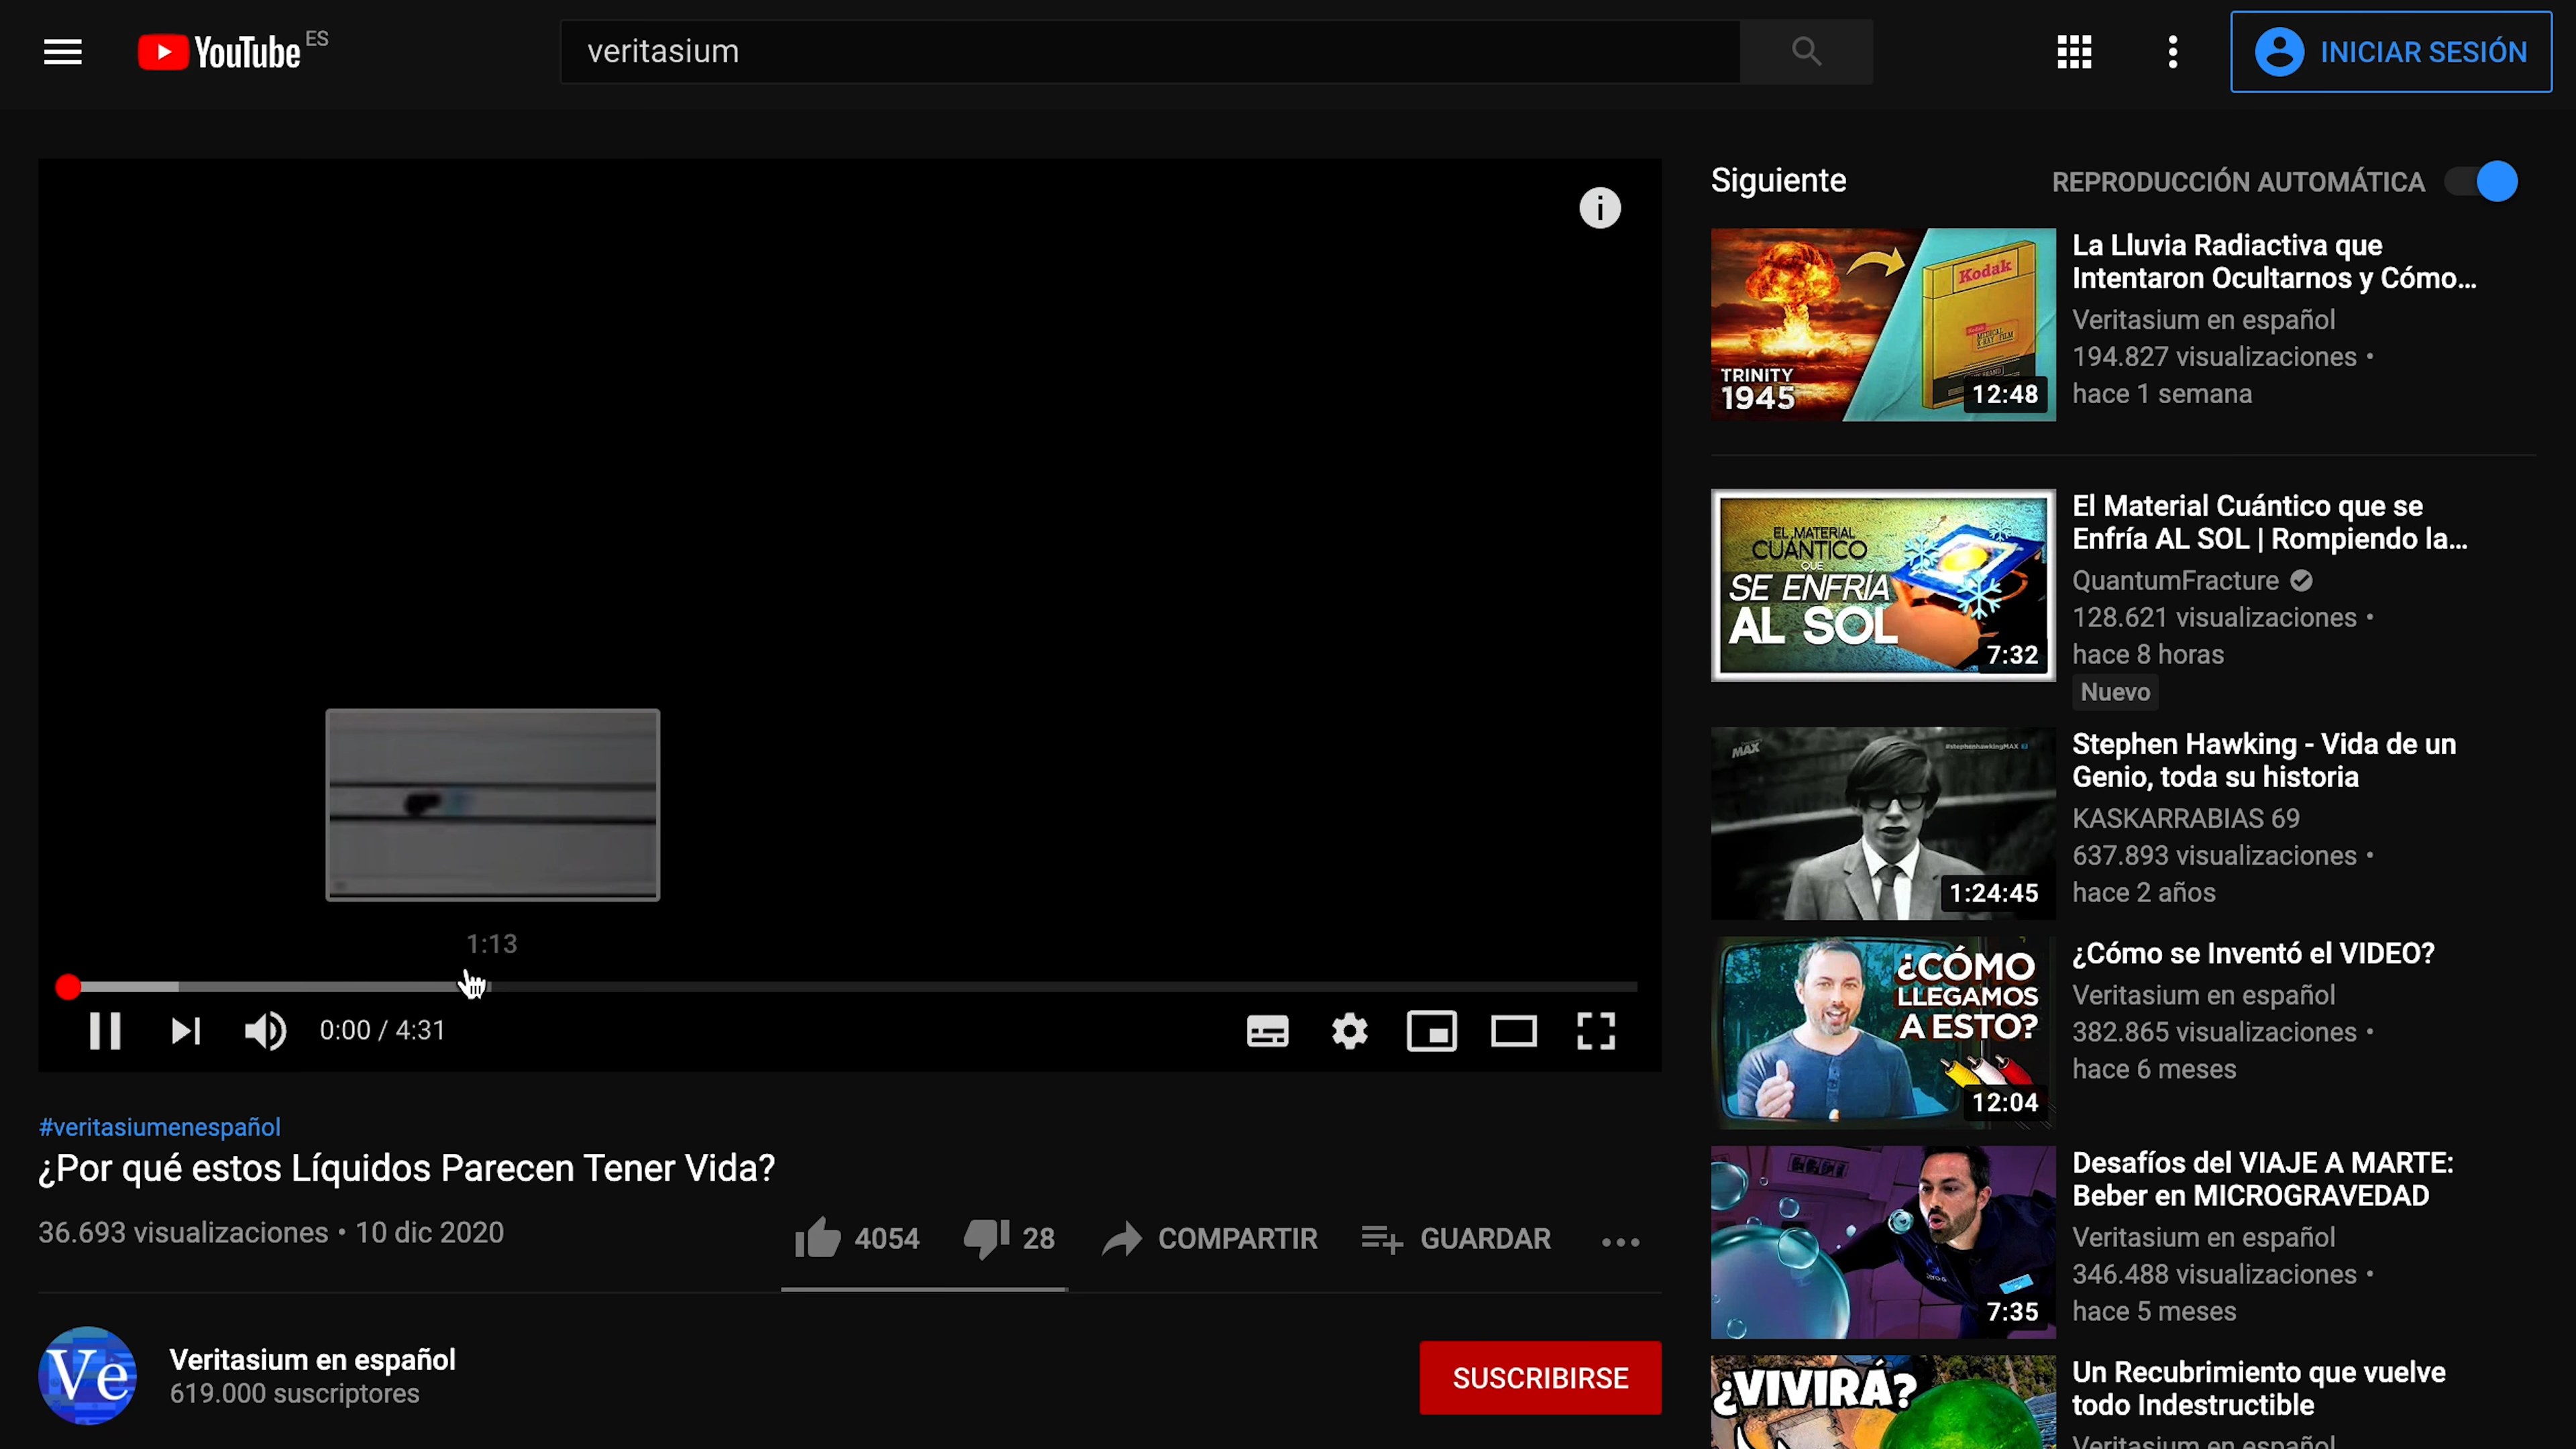 YouTube ES
veritasium
INICIAR SESIÓN
1:13
0:00 / 4:31
#veritasiumenespañol
¿Por qué estos Líquidos Parecen Tener Vida?
36.693 visualizaciones • 10 dic 2020
4054
28
COMPARTIR
GUARDAR
Ve
Veritasium en español
619.000 suscriptores
SUSCRIBIRSE
Siguiente
REPRODUCCIÓN AUTOMÁTICA
Kodak
TRINITY
1945
12:48
La Lluvia Radiactiva que
Intentaron Ocultarnos y Cómo...
Veritasium en español
194.827 visualizaciones •
hace 1 semana
EL MATERIAL
CUÁNTICO
QUE
SE ENFRÍA
AL SOL
7:32
El Material Cuántico que se
Enfría AL SOL | Rompiendo la...
QuantumFracture
128.621 visualizaciones •
hace 8 horas
Nuevo
MAX
#stephenhawkingMAX
1:24:45
Stephen Hawking - Vida de un
Genio, toda su historia
KASKARRABIAS 69
637.893 visualizaciones •
hace 2 años
¿CÓMO
LLEGAMOS
A ESTO?
12:04
¿Cómo se Inventó el VIDEO?
Veritasium en español
382.865 visualizaciones •
hace 6 meses
7:35
Desafíos del VIAJE A MARTE:
Beber en MICROGRAVEDAD
Veritasium en español
346.488 visualizaciones •
hace 5 meses
¿VIVIRÁ?
Un Recubrimiento que vuelve
todo Indestructible
Veritasium en español